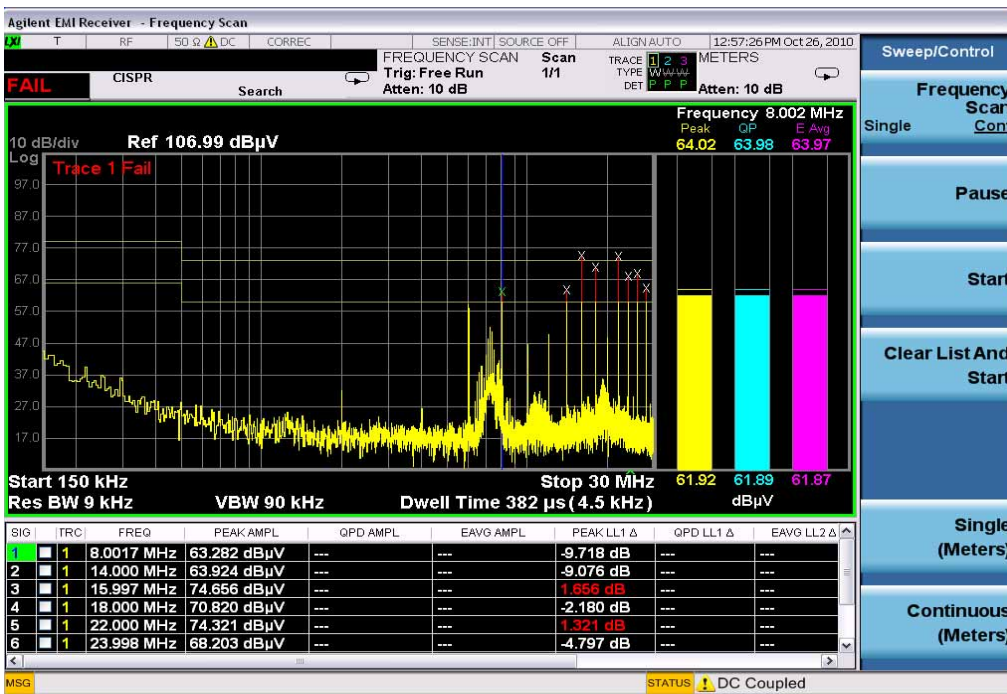 Agilent EMI Receiver - Frequency Scan
LXI T RF 50 Ω DC CORREC SENSE:INT SOURCE OFF ALIGN AUTO 12:57:26 PM Oct 26, 2010
FAIL
CISPR
Search
FREQUENCY SCAN Scan
Trig: Free Run 1/1
Atten: 10 dB
TRACE 1 2 3
TYPE W W W
DET P P P
METERS
Atten: 10 dB
10 dB/div Ref 106.99 dBµV
Log
Trace 1 Fail
97.0
87.0
77.0
67.0
57.0
47.0
37.0
27.0
17.0
Frequency 8.002 MHz
Peak QP E Avg
64.02 63.98 63.97
61.92 61.89 61.87
dBµV
Start 150 kHz Stop 30 MHz
Res BW 9 kHz VBW 90 kHz Dwell Time 382 µs (4.5 kHz)
SIG TRC FREQ PEAK AMPL QPD AMPL EAVG AMPL PEAK LL1 Δ QPD LL1 Δ EAVG LL2 Δ
1 1 8.0017 MHz 63.282 dBµV --- --- -9.718 dB --- ---
2 1 14.000 MHz 63.924 dBµV --- --- -9.076 dB --- ---
3 1 15.997 MHz 74.656 dBµV --- --- 1.656 dB --- ---
4 1 18.000 MHz 70.820 dBµV --- --- -2.180 dB --- ---
5 1 22.000 MHz 74.321 dBµV --- --- 1.321 dB --- ---
6 1 23.998 MHz 68.203 dBµV --- --- -4.797 dB --- ---
MSG STATUS DC Coupled
Sweep/Control
Frequency
Scan
Single Cont
Pause
Start
Clear List And
Start
Single
(Meters)
Continuous
(Meters)